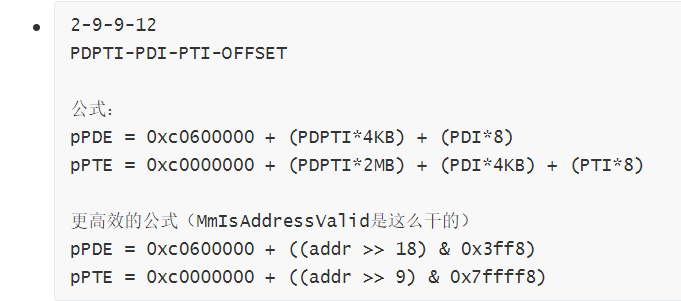 2-9-9-12
PDPTI-PDI-PTI-OFFSET
公式：
pPDE = 0xc0600000 + (PDPTI*4KB) + (PDI*8)
pPTE = 0xc0000000 + (PDPTI*2MB) + (PDI*4KB) + (PTI*8)
更高效的公式（MmIsAddressValid是这么干的）
pPDE = 0xc0600000 + ((addr >> 18) & 0x3ff8)
pPTE = 0xc0000000 + ((addr >> 9) & 0x7ffff8)